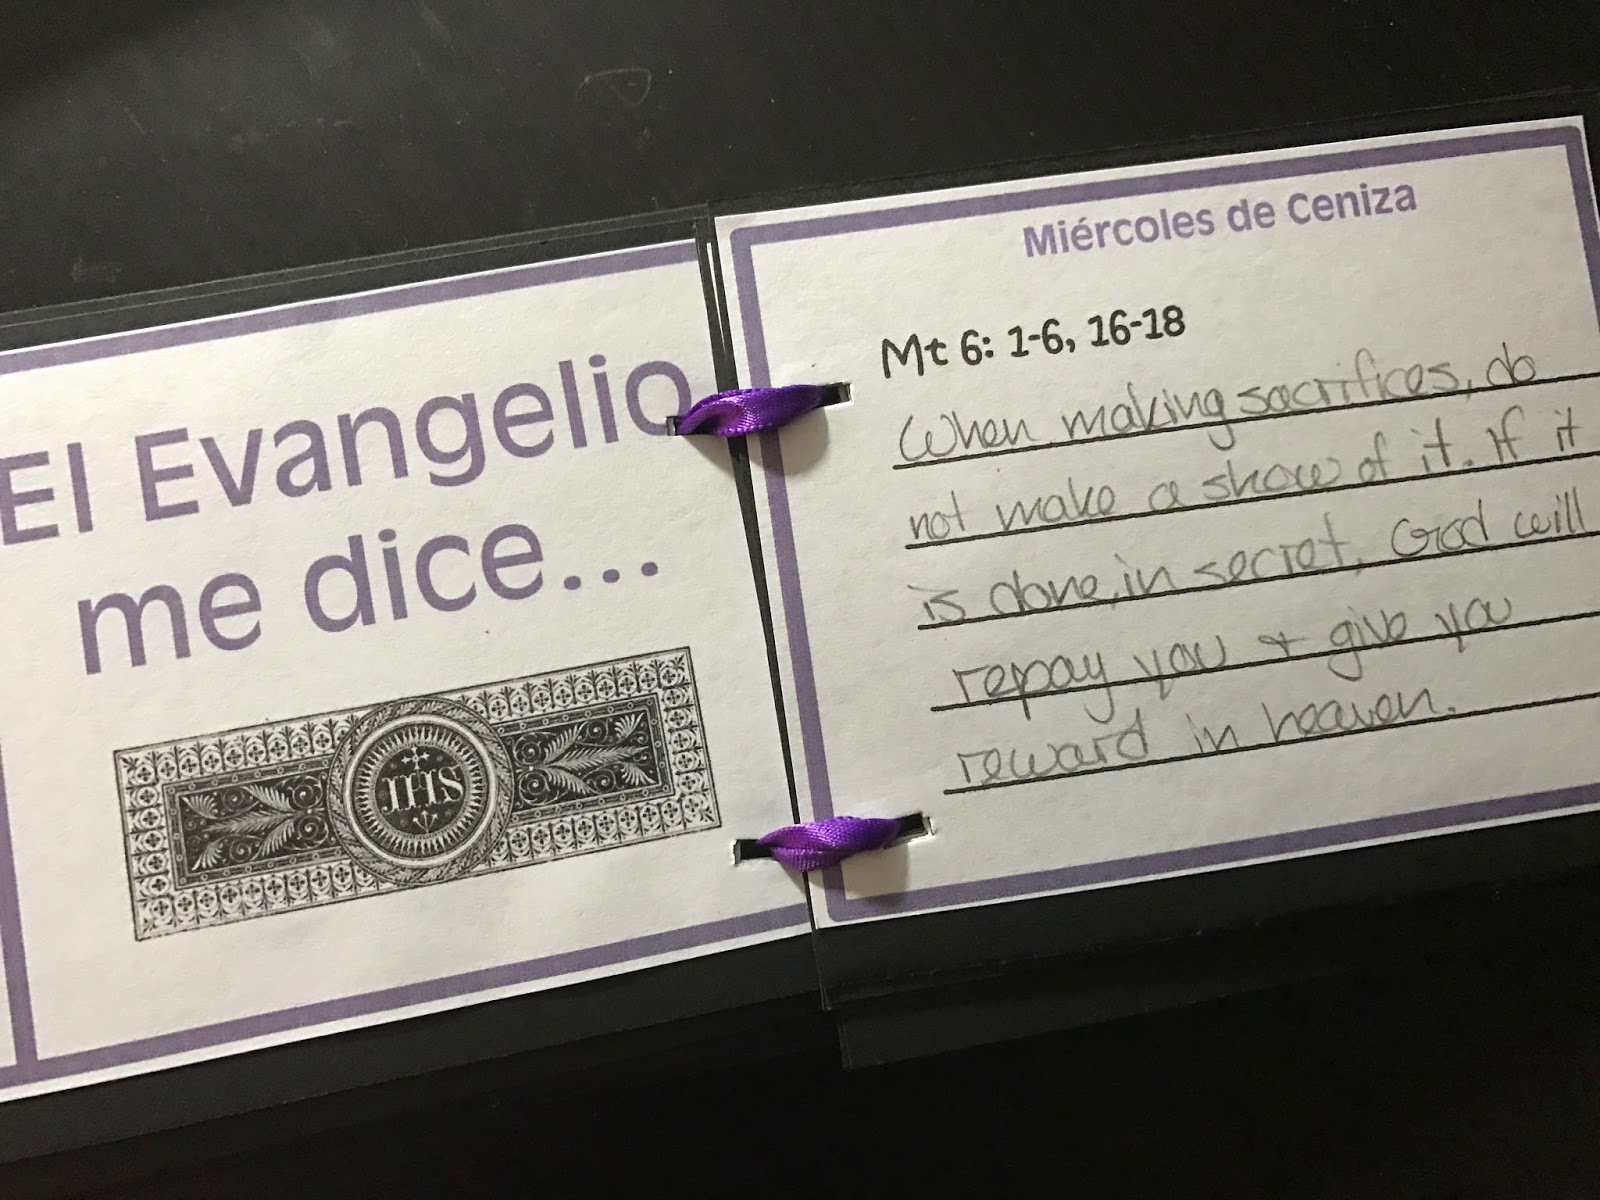 El Evangelio
me dice...
IHS
Miércoles de Ceniza
Mt 6: 1-6, 16-18
When making sacrifices, do
not make a show of it. If it
is done, in secret, God will
repay you + give you
reward in heaven.